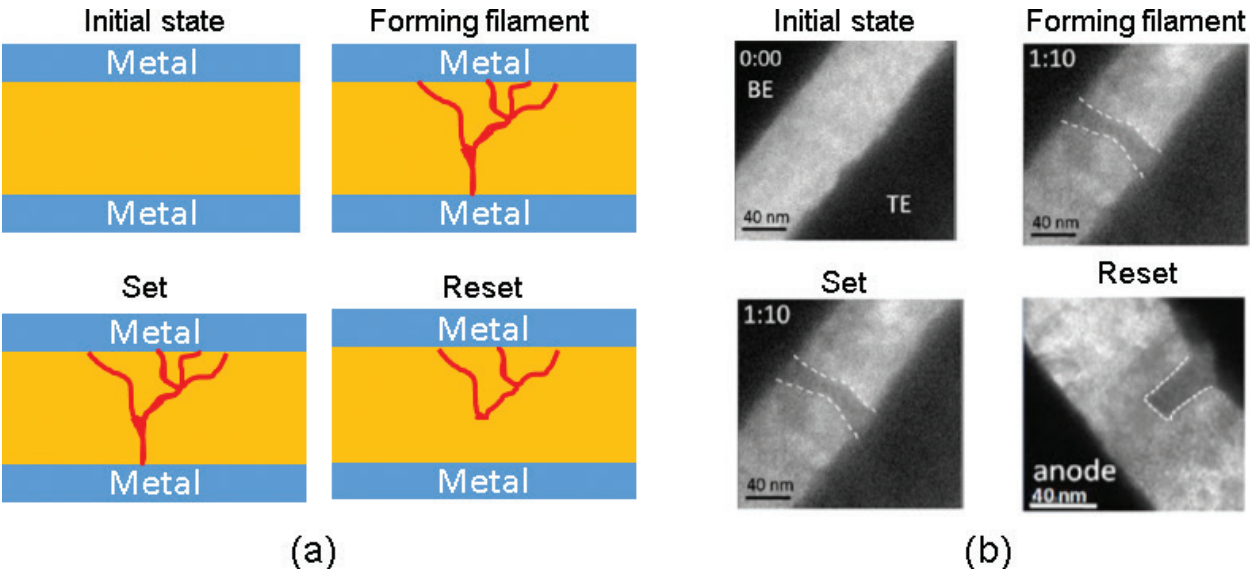 Initial state
Forming filament
Metal
Metal
Metal
Metal
Set
Reset
Metal
Metal
Metal
Metal
(a)
Initial state
Forming filament
0:00
BE
TE
40 nm
1:10
40 nm
Set
Reset
1:10
40 nm
anode
40 nm
(b)